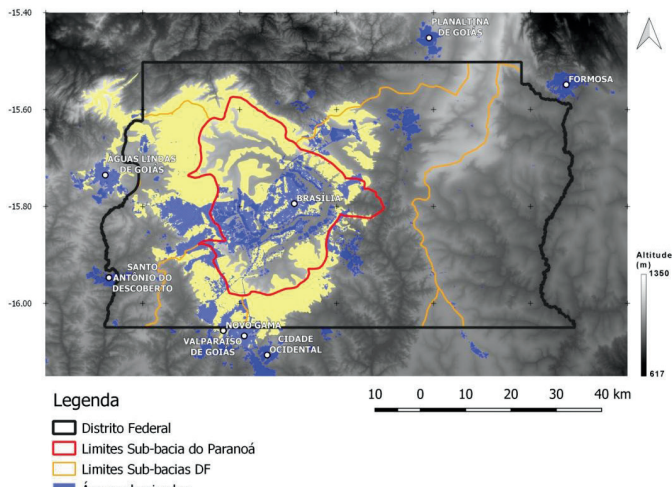 -15.40
PLANALTINA
DE GOIÁS
FORMOSA
-15.60
ÁGUAS LINDAS
DE GOIÁS
BRASÍLIA
-15.80
SANTO
ANTÔNIO DO
DESCOBERTO
Altitude
(m)
1350
-16.00
NOVO GAMA
VALPARAÍSO
DE GOIÁS
CIDADE
OCIDENTAL
617
Legenda
10 0 10 20 30 40 km
Distrito Federal
Limites Sub-bacia do Paranoá
Limites Sub-bacias DF